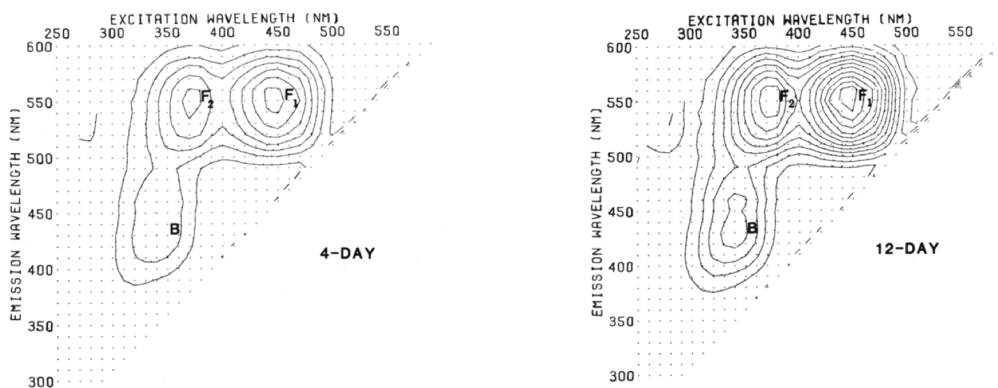 EXCITATION WAVELENGTH (NM)
250 300 350 400 450 500 550
600
550
500
450
400
350
300
EMISSION WAVELENGTH (NM)
F2
F1
B
4-DAY
EXCITATION WAVELENGTH (NM)
250 300 350 400 450 500 550
600
550
500
450
400
350
300
EMISSION WAVELENGTH (NM)
F2
F1
B
12-DAY